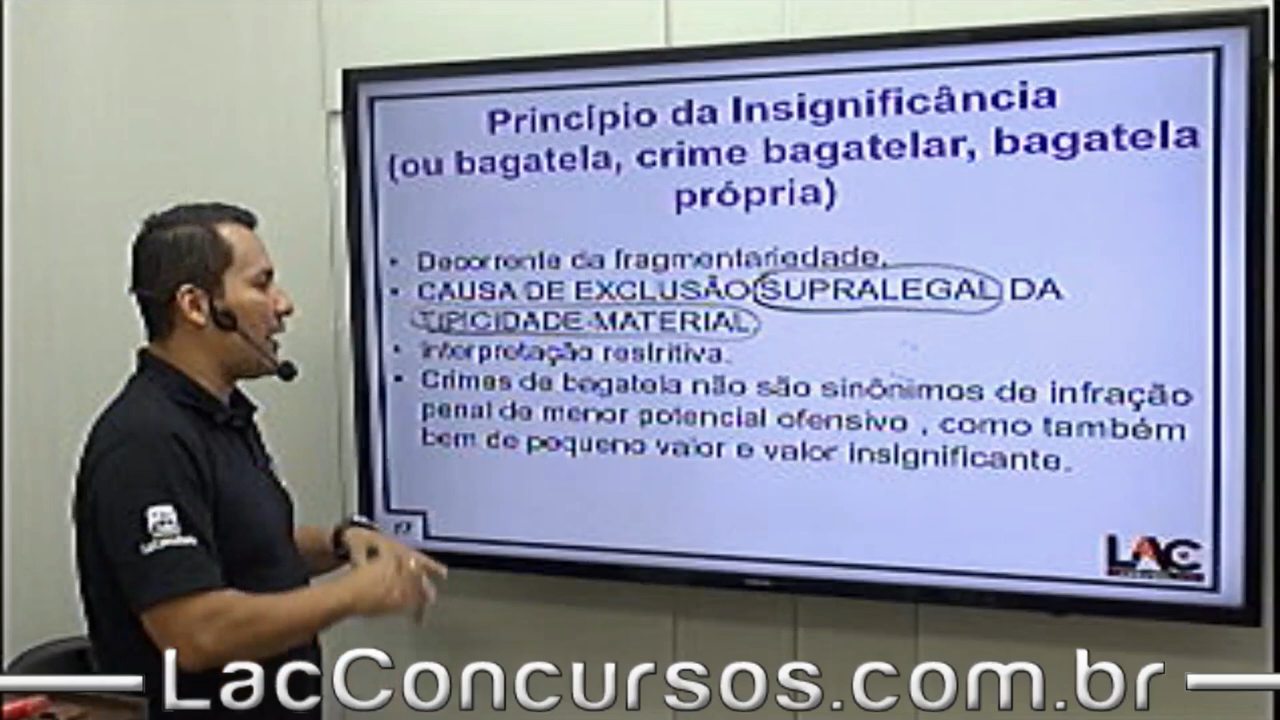 Princípio da Insignificância
(ou bagatela, crime bagatelar, bagatela
própria)
• Decorrente da fragmentariedade.
• CAUSA DE EXCLUSÃO SUPRALEGAL DA
TIPICIDADE MATERIAL
• interpretação restritiva.
• Crimes de bagatela não são sinônimos de infração
penal de menor potencial ofensivo , como também
bem de pequeno valor e valor insignificante.
LAC
LacConcursos.com.br